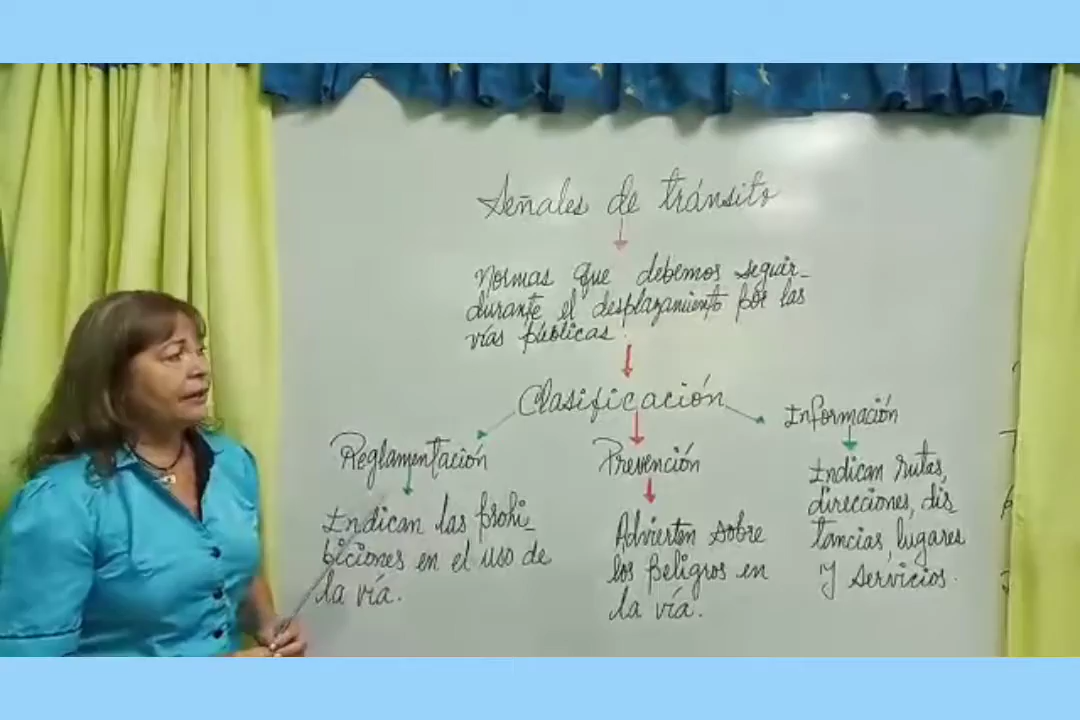 Señales de tránsito
Normas que debemos seguir
durante el desplazamiento por las
vías públicas.
Clasificación
Reglamentación
Indican las prohi-
biciones en el uso de
la vía.
Prevención
Advierten sobre
los peligros en
la vía.
Información
Indican rutas,
direcciones, dis
tancias, lugares
y servicios.